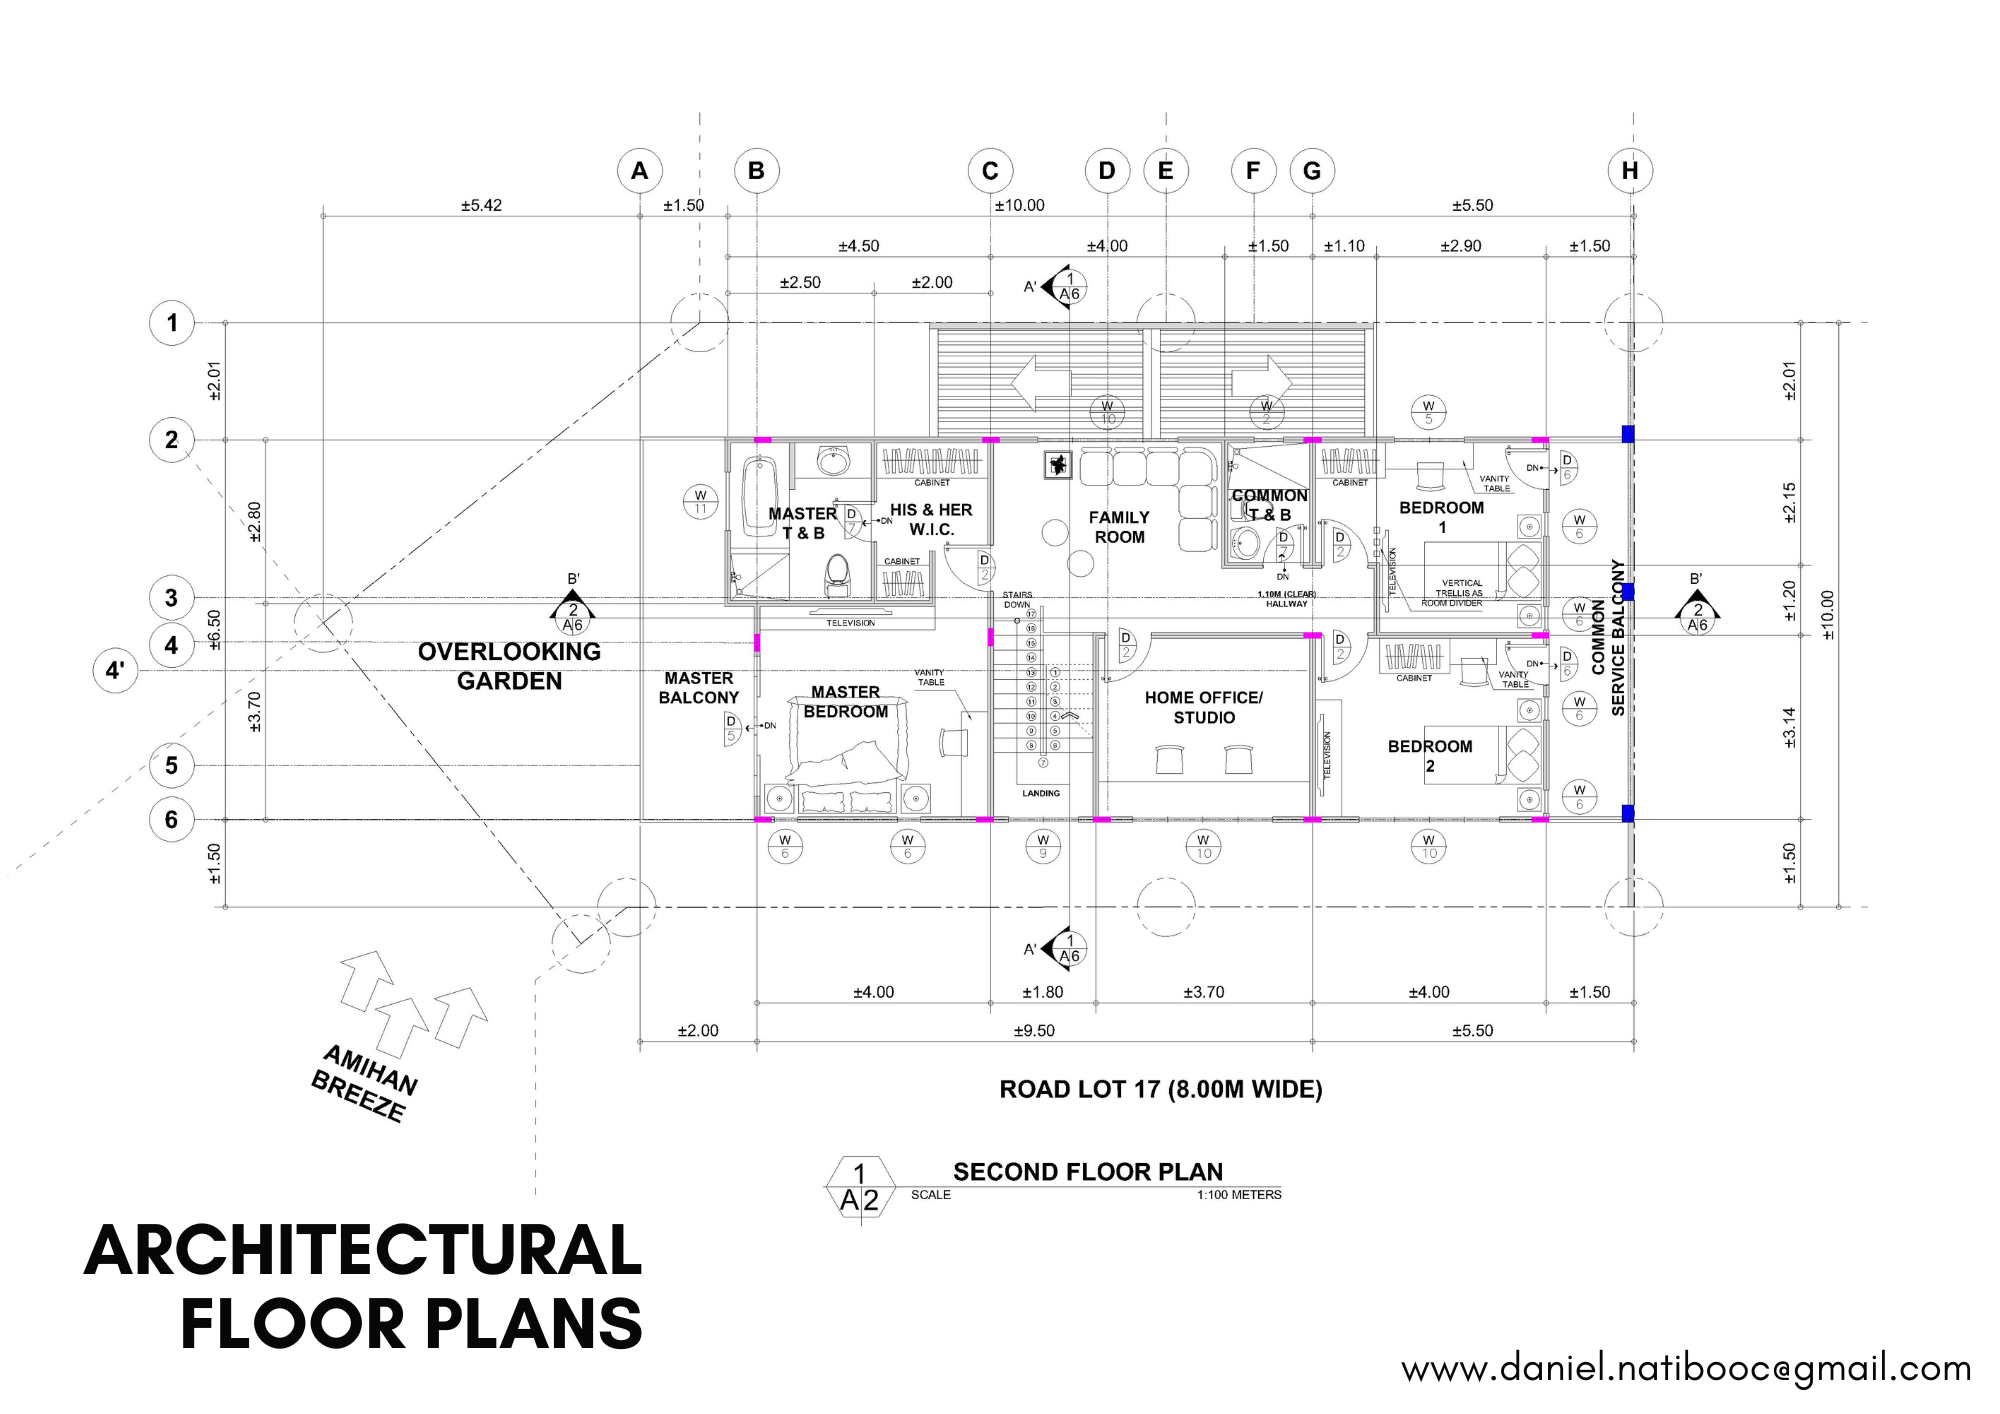 A B C D E F G H
±5.42 ±1.50 ±10.00 ±5.50
±4.50 ±4.00 ±1.50 ±1.10 ±2.90 ±1.50
±2.50 ±2.00
A' 1
A6
1
2
3
4
4'
5
6
±2.01
±6.50
±1.50
±2.80
±3.70
±2.01
±2.15
±1.20
±3.14
±1.50
±10.00
W
10
W
2
W
5
W
11
MASTER
T & B
D
7
DN
CABINET
HIS & HER
W.I.C.
CABINET
D
2
FAMILY
ROOM
COMMON
T & B
D
7
DN
1.10M (CLEAR)
HALLWAY
CABINET
D
2
BEDROOM
1
VANITY
TABLE
DN
D
6
W
6
TELEVISION
VERTICAL
TRELLIS AS
ROOM DIVIDER
W
6
COMMON
SERVICE BALCONY
B'
2
A6
B'
2
A6
OVERLOOKING
GARDEN
MASTER
BALCONY
D
5
DN
TELEVISION
MASTER
BEDROOM
VANITY
TABLE
STAIRS
DOWN
17
16
15
14
13
12
11
10
9
8
1
2
3
4
5
6
7
LANDING
D
2
HOME OFFICE/
STUDIO
D
2
CABINET
VANITY
TABLE
DN
D
6
W
6
TELEVISION
BEDROOM
2
W
6
W
6
W
6
W
9
W
10
W
10
A' 1
A6
AMIHAN
BREEZE
±4.00 ±1.80 ±3.70 ±4.00 ±1.50
±2.00 ±9.50 ±5.50
ROAD LOT 17 (8.00M WIDE)
1
A2
SECOND FLOOR PLAN
SCALE 1:100 METERS
ARCHITECTURAL
FLOOR PLANS
www.daniel.natibooc@gmail.com